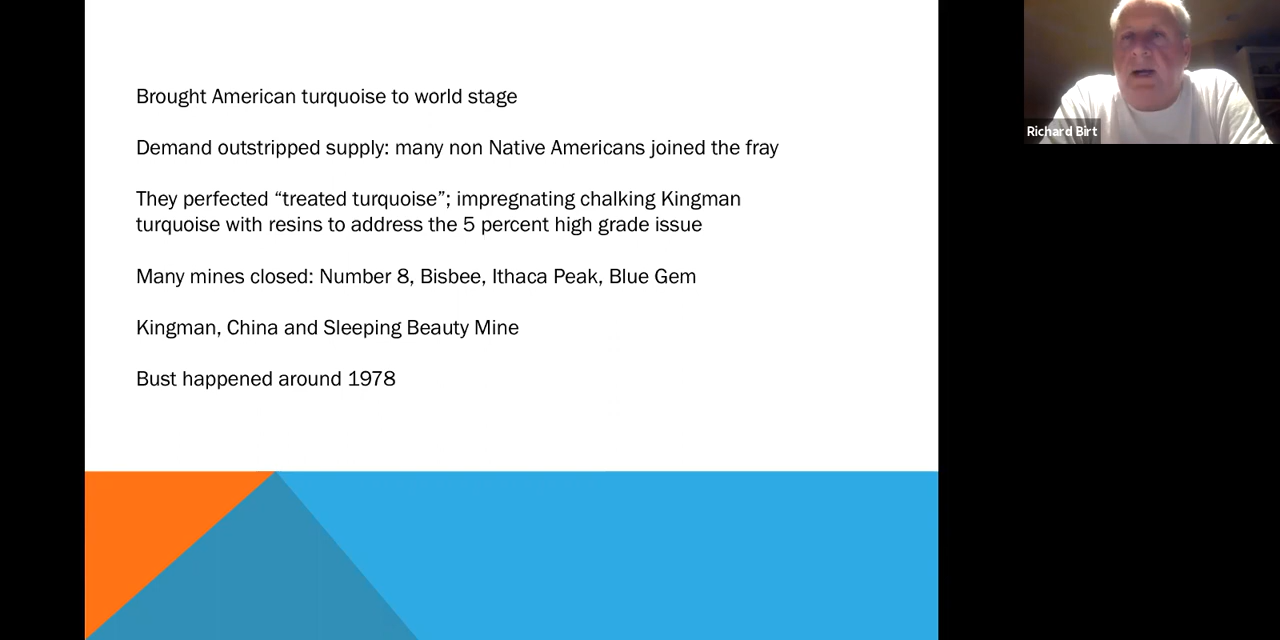 Brought American turquoise to world stage
Demand outstripped supply: many non Native Americans joined the fray
They perfected “treated turquoise”; impregnating chalking Kingman
turquoise with resins to address the 5 percent high grade issue
Many mines closed: Number 8, Bisbee, Ithaca Peak, Blue Gem
Kingman, China and Sleeping Beauty Mine
Bust happened around 1978
Richard Birt